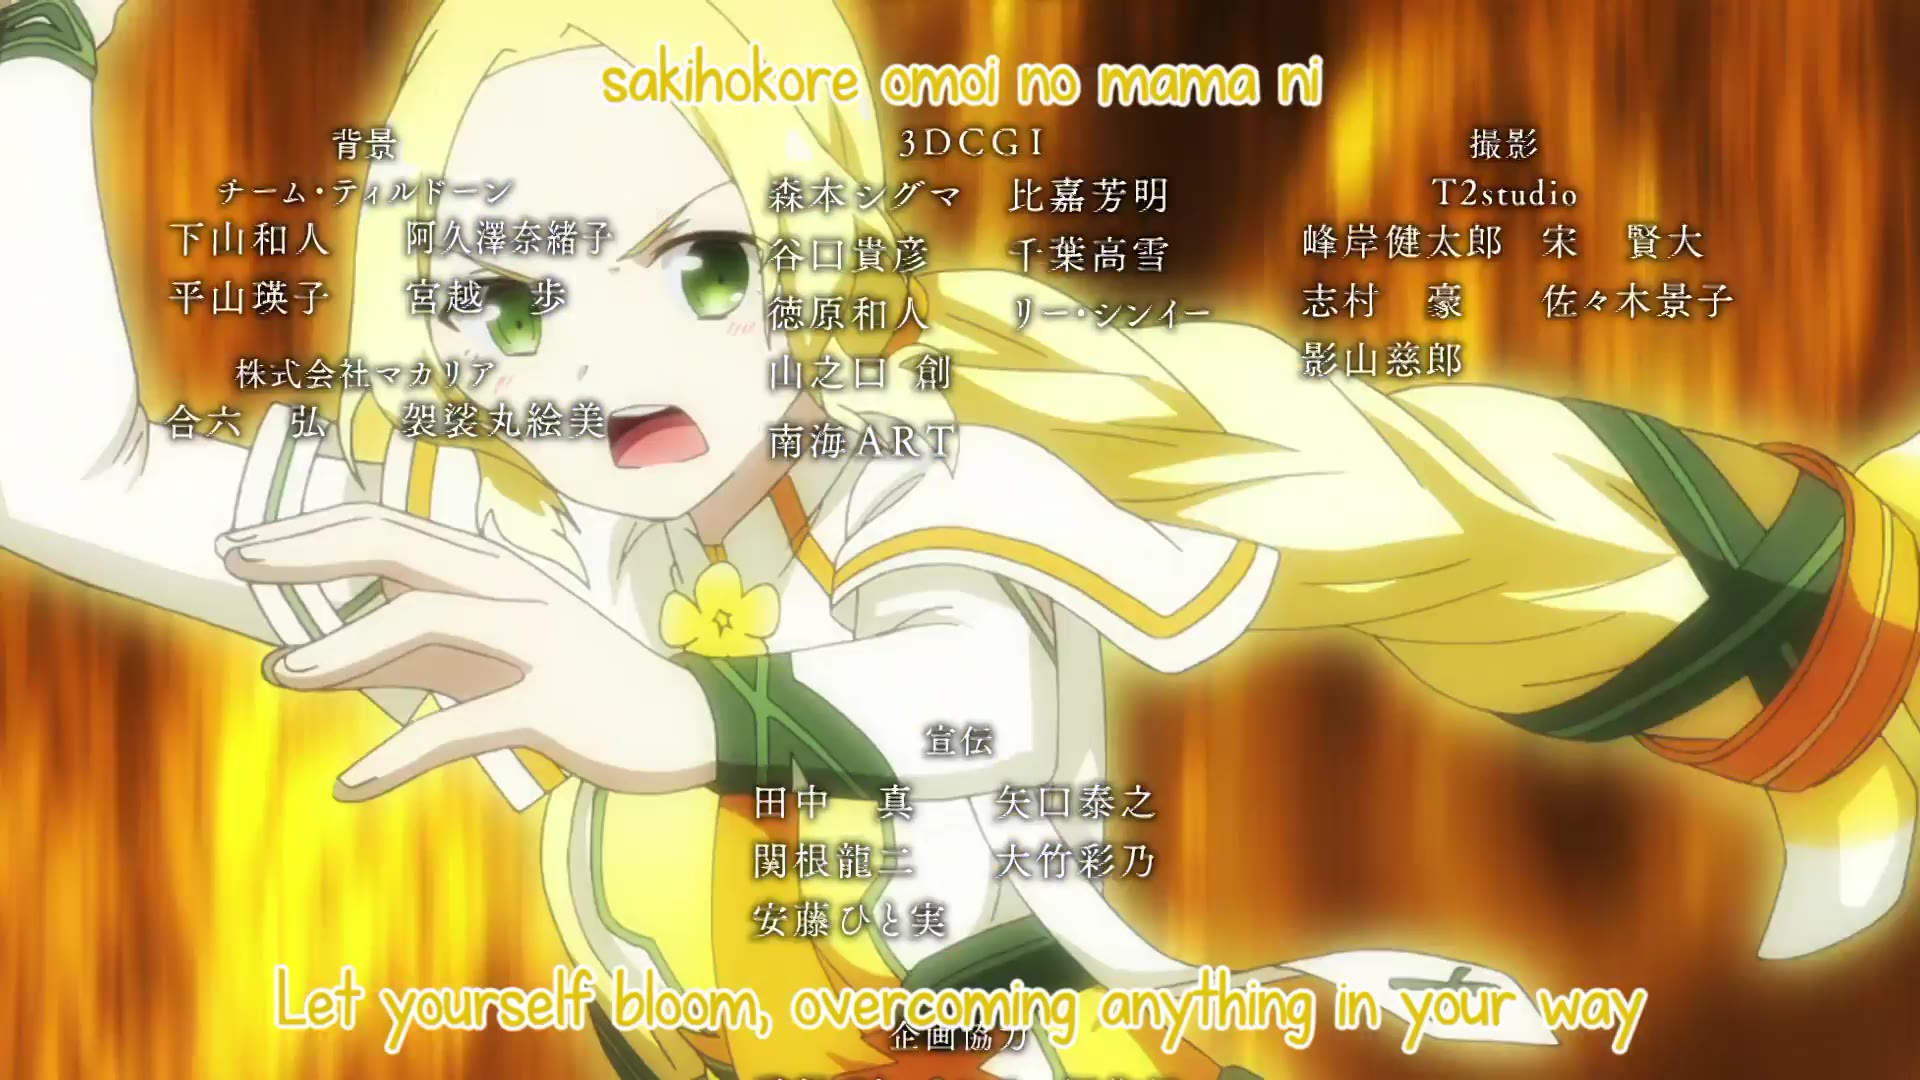 sakihokore omoi no mama ni
背景
チーム・ティルドーン
下山和人 阿久澤奈緒子
平山瑛子 宮越 歩
株式会社マカリア
合六 弘 袈裟丸絵美
3DCGI
森本シグマ 比嘉芳明
谷口貴彦 千葉高雪
徳原和人 リー・シンイー
山之口 創
南海ART
撮影
T2studio
峰岸健太郎 宋 賢大
志村 豪 佐々木景子
影山慈郎
宣伝
田中 真 矢口泰之
関根龍二 大竹彩乃
安藤ひと実
Let yourself bloom, overcoming anything in your way
企画協力